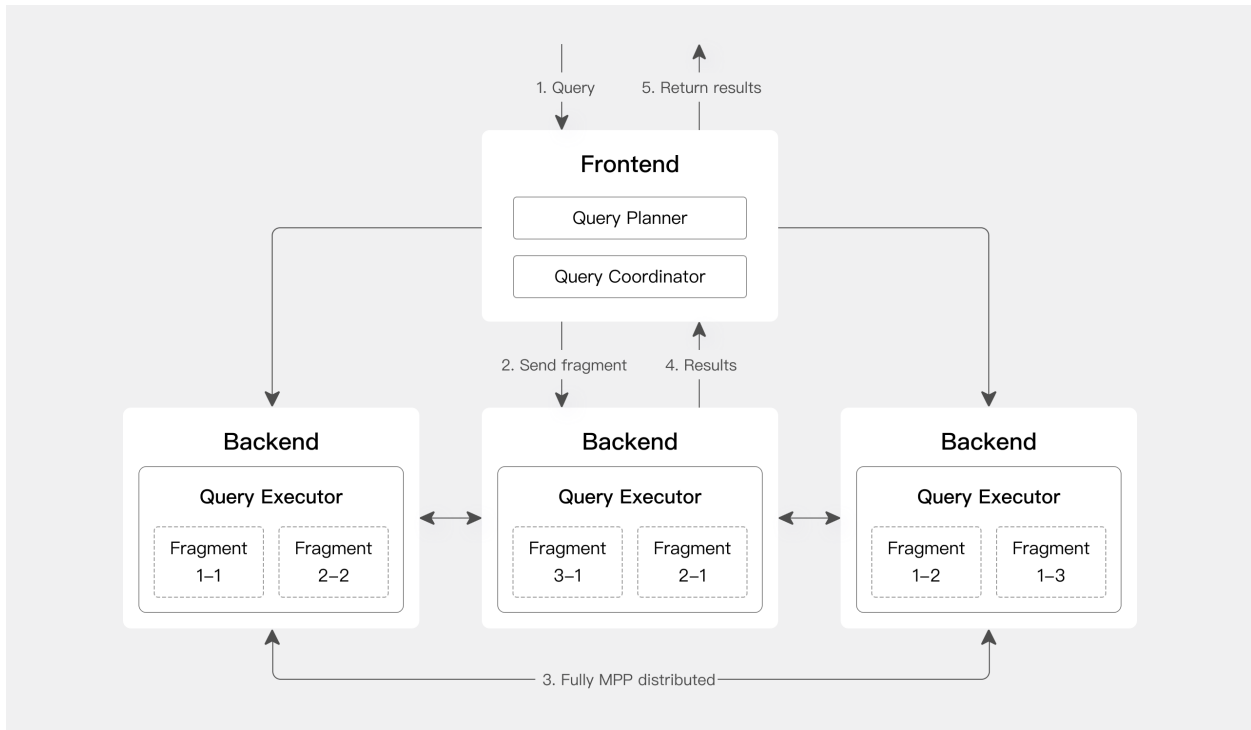 1. Query
5. Return results
Frontend
Query Planner
Query Coordinator
2. Send fragment
4. Results
Backend
Query Executor
Fragment
1–1
Fragment
2–2
Backend
Query Executor
Fragment
3–1
Fragment
2–1
Backend
Query Executor
Fragment
1–2
Fragment
1–3
3. Fully MPP distributed